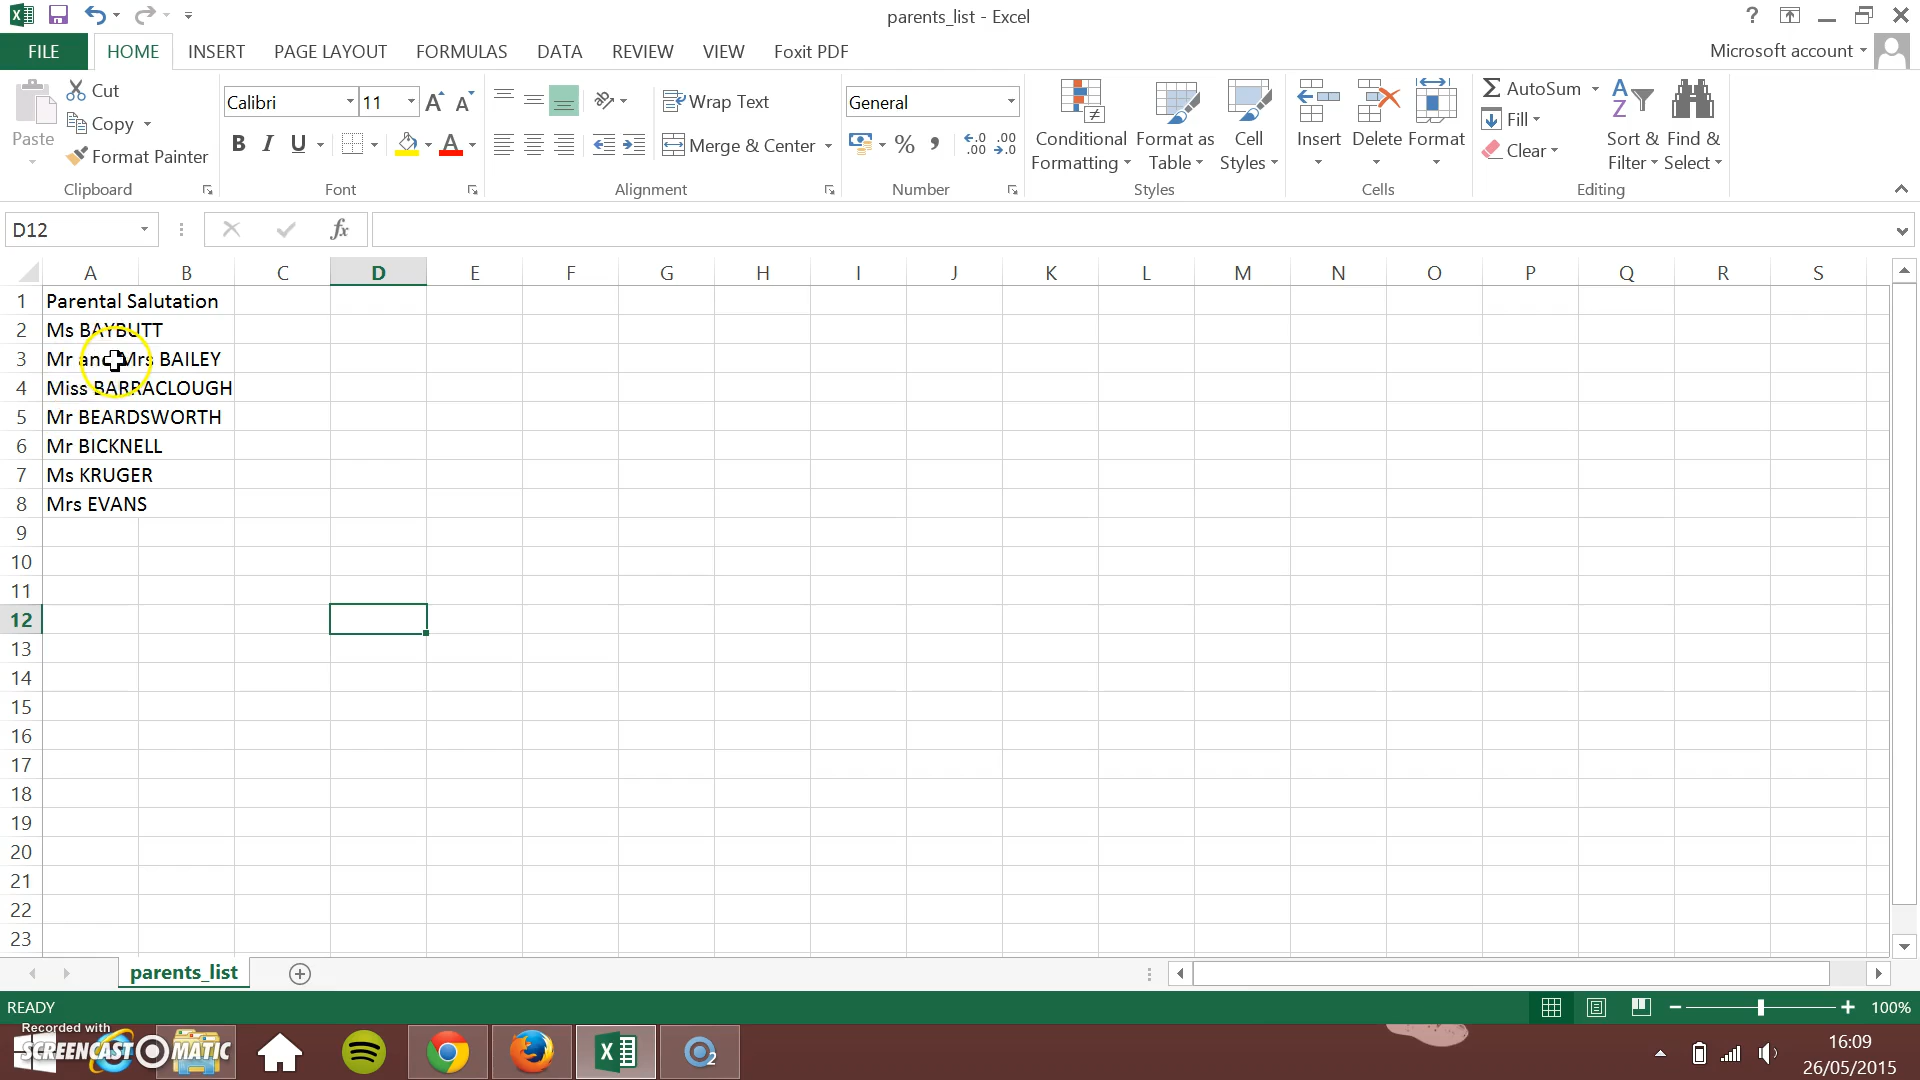 parents_list - Excel
FILE HOME INSERT PAGE LAYOUT FORMULAS DATA REVIEW VIEW Foxit PDF Microsoft account
Paste Cut Copy Format Painter Clipboard
Calibri 11 B I U Font
Wrap Text Merge & Center Alignment
General % Number
Conditional Formatting Format as Table Cell Styles Styles
Insert Delete Format Cells
AutoSum Fill Clear Sort & Filter Find & Select Editing
D12 fx
A B C D E F G H I J K L M N O P Q R S
1 Parental Salutation
2 Ms BAYBUTT
3 Mr and Mrs BAILEY
4 Miss BARRACLOUGH
5 Mr BEARDSWORTH
6 Mr BICKNELL
7 Ms KRUGER
8 Mrs EVANS
9
10
11
12
13
14
15
16
17
18
19
20
21
22
23
parents_list
READY 100%
Recorded with
SCREENCAST MATIC
16:09
26/05/2015